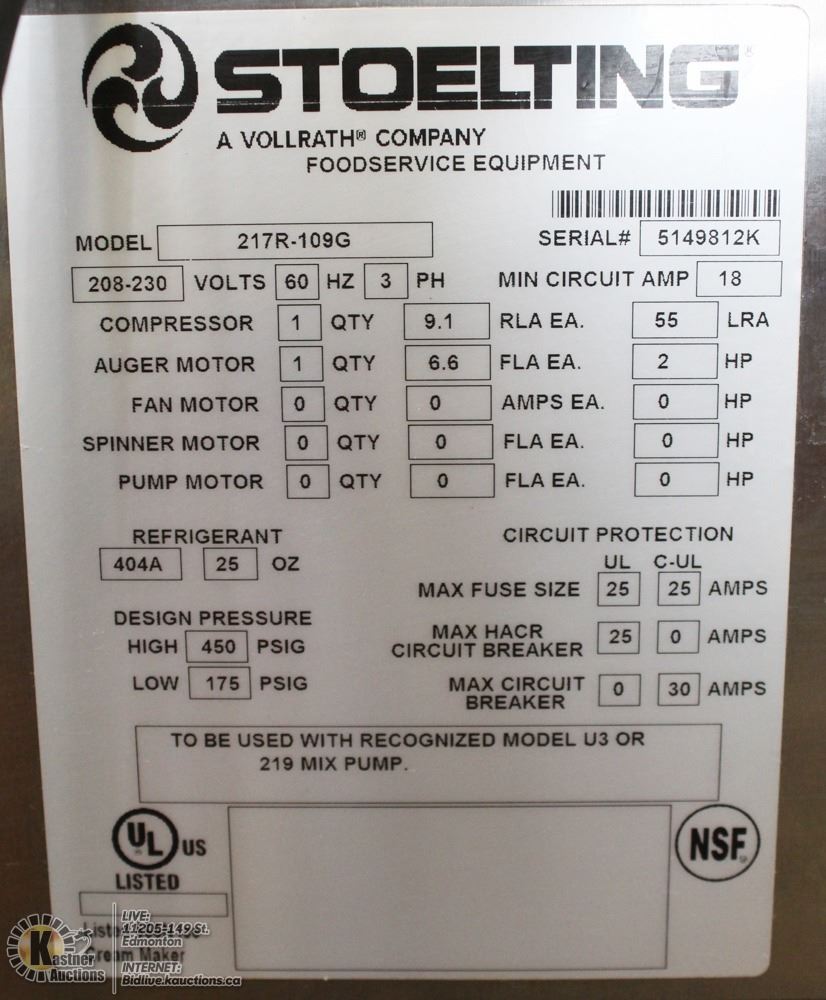 STOELTING®
A VOLLRATH® COMPANY
FOODSERVICE EQUIPMENT
MODEL 217R-109G SERIAL# 5149812K
208-230 VOLTS 60 HZ 3 PH MIN CIRCUIT AMP 18
COMPRESSOR 1 QTY 9.1 RLA EA. 55 LRA
AUGER MOTOR 1 QTY 6.6 FLA EA. 2 HP
FAN MOTOR 0 QTY 0 AMPS EA. 0 HP
SPINNER MOTOR 0 QTY 0 FLA EA. 0 HP
PUMP MOTOR 0 QTY 0 FLA EA. 0 HP
REFRIGERANT
404A 25 OZ
DESIGN PRESSURE
HIGH 450 PSIG
LOW 175 PSIG
CIRCUIT PROTECTION
UL C-UL
MAX FUSE SIZE 25 25 AMPS
MAX HACR
CIRCUIT BREAKER 25 0 AMPS
MAX CIRCUIT
BREAKER 0 30 AMPS
TO BE USED WITH RECOGNIZED MODEL U3 OR
219 MIX PUMP.
UL US
LISTED
NSF
Cream Maker
Kastner
Auctions
LIVE:
11205-149 St.
Edmonton
INTERNET:
Bidlive.kauctions.ca